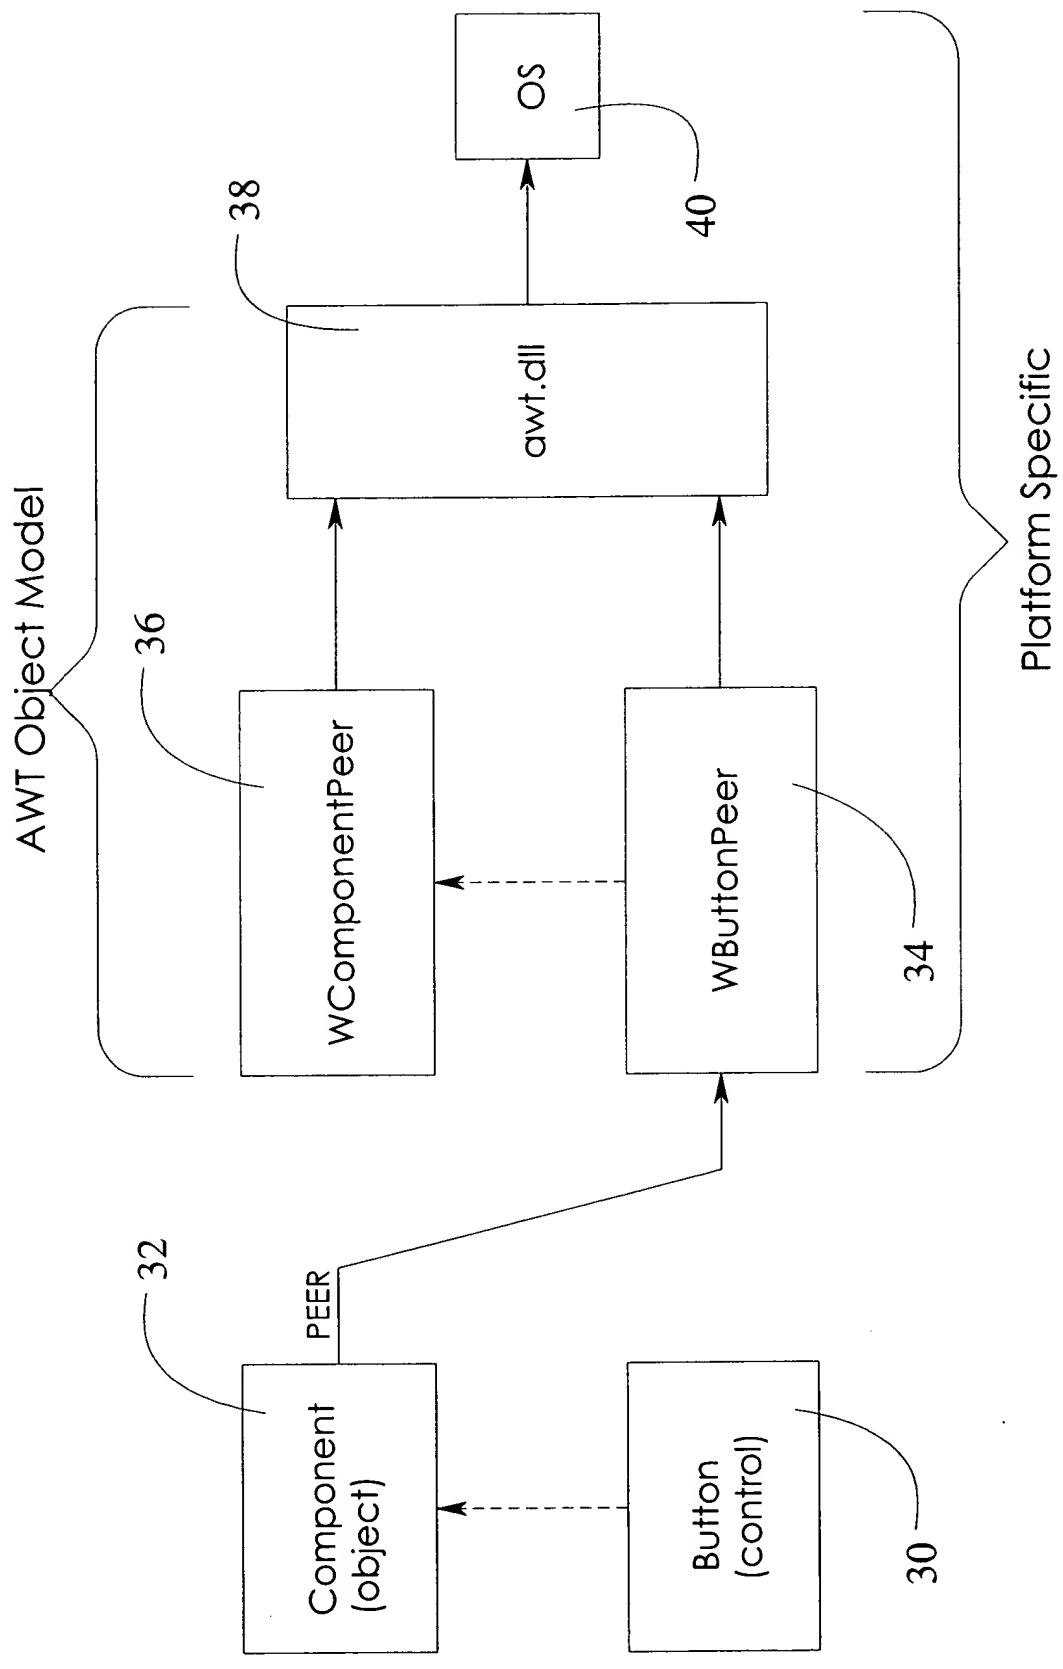 AWT Object Model
32
36
38
Component
(object)
PEER
WComponentPeer
awt.dll
OS
40
Button
(control)
WButtonPeer
30
34
Platform Specific